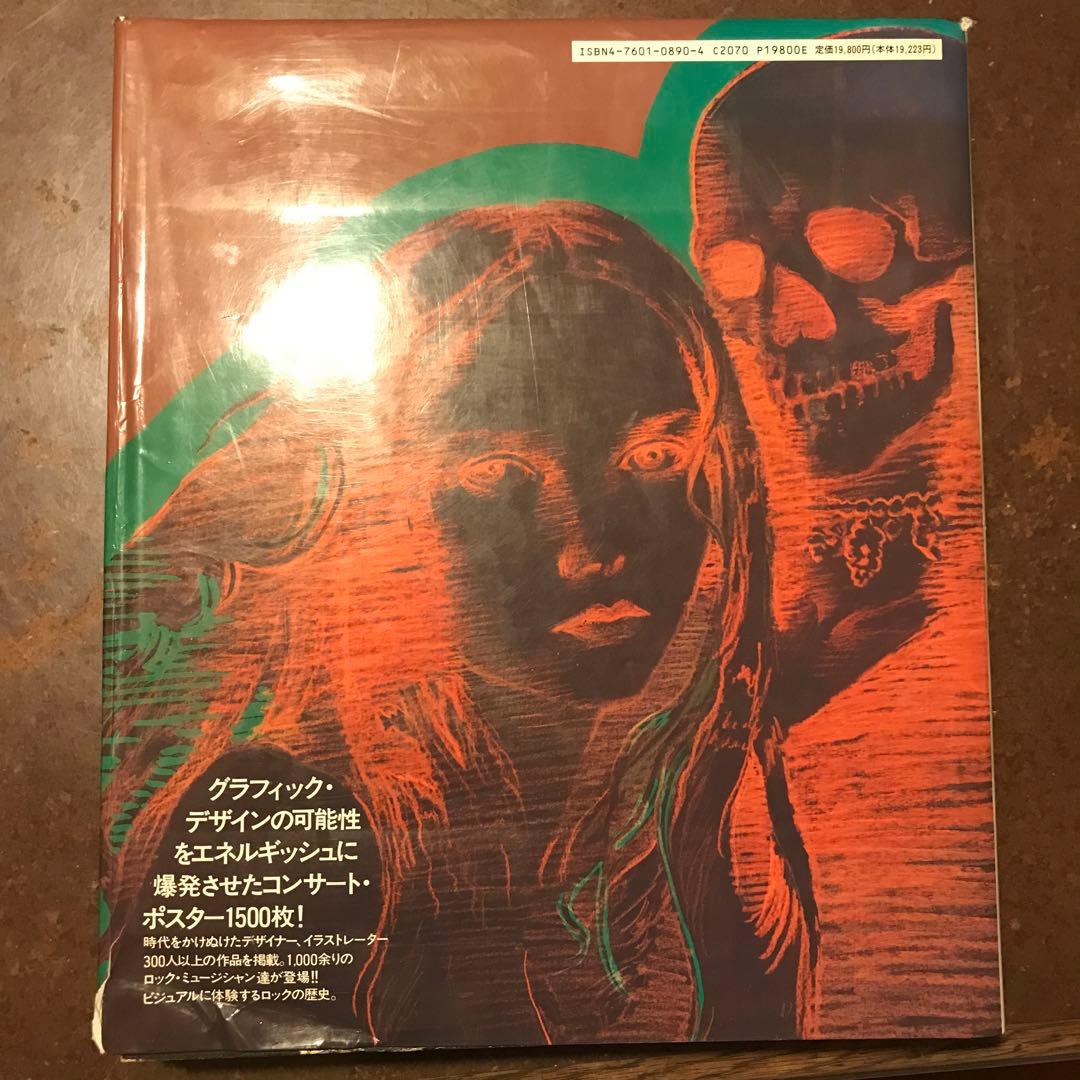 ISBN4-7601-0890-4 C2070 P19800E 定価19,800円(本体19,223円)
グラフィック・
デザインの可能性
をエネルギッシュに
爆発させたコンサート・
ポスター1500枚!
時代をかけぬけたデザイナー、イラストレーター
300人以上の作品を掲載。1,000余りの
ロック・ミュージシャン達が登場!!
ビジュアルに体験するロックの歴史。